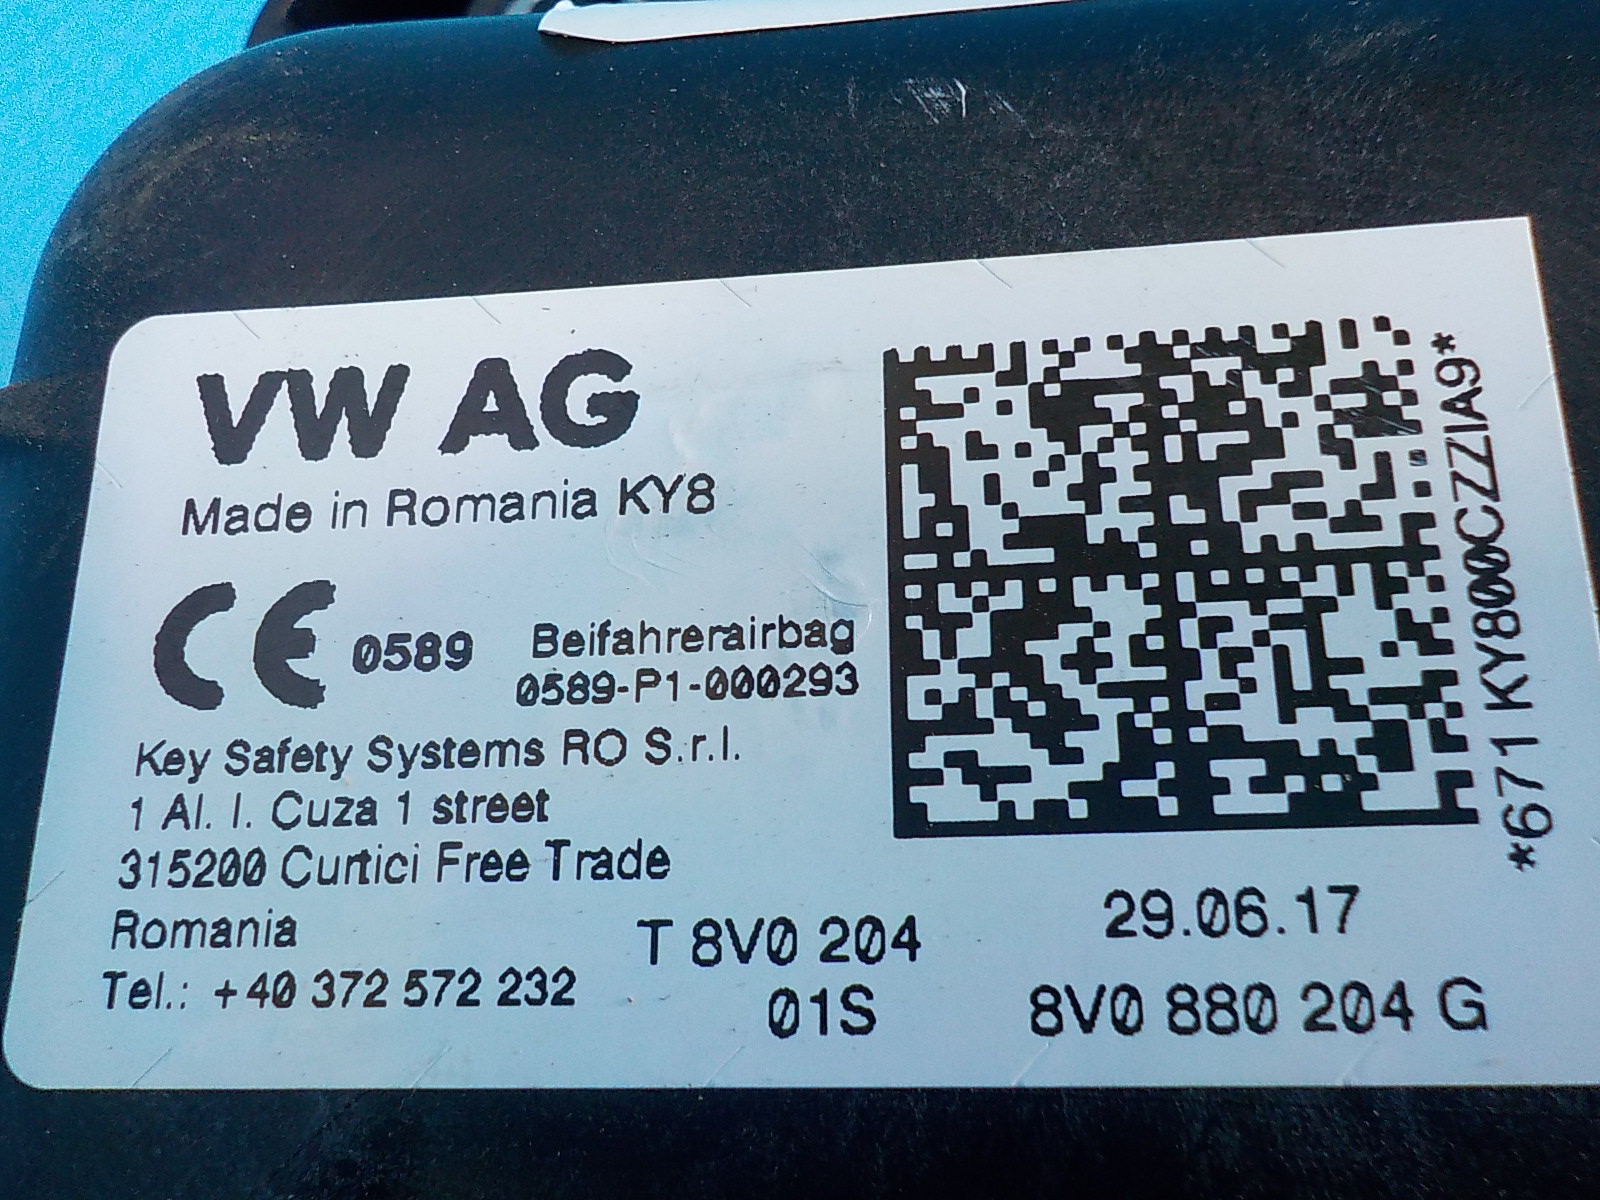 VW AG
Made in Romania KY8
CE 0589
Beifahrerairbag
0589-P1-000293
Key Safety Systems RO S.r.l.
1 Al. I. Cuza 1 street
315200 Curtici Free Trade
Romania
Tel.: +40 372 572 232
T 8V0 204
01S
29.06.17
8V0 880 204 G
*671 KY8000CZZIA9*